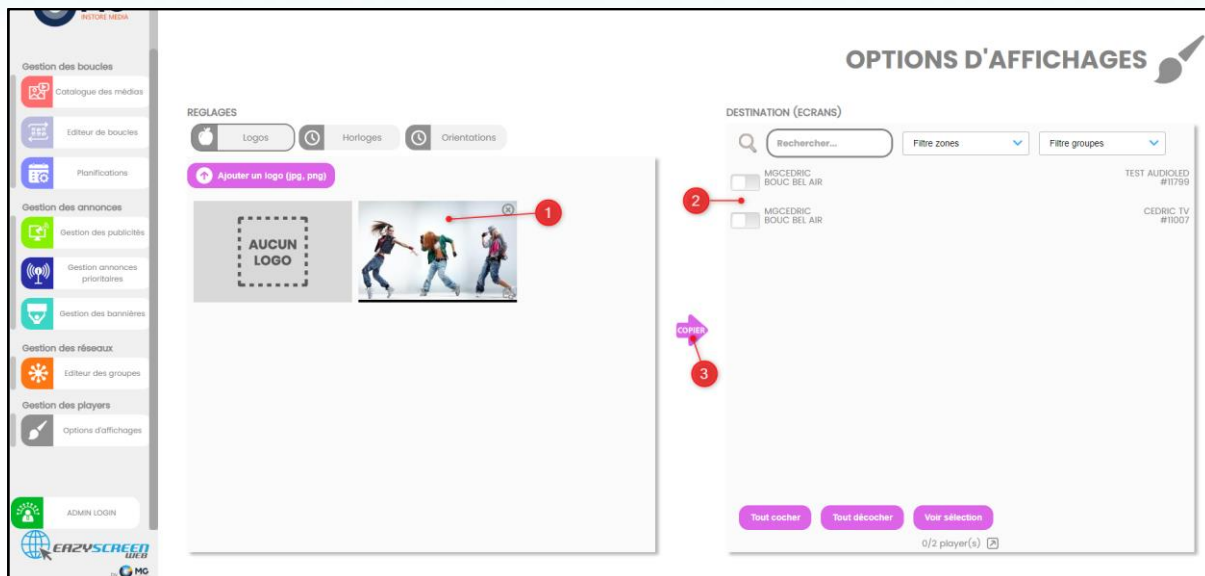 INSTORE MEDIA
OPTIONS D'AFFICHAGES
Gestion des boucles
Catalogue des médias
Editeur de boucles
Planifications
Gestion des annonces
Gestion des publicités
Gestion annonces
prioritaires
Gestion des bannières
Gestion des réseaux
Editeur des groupes
Gestion des players
Options d'affichages
ADMIN LOGIN
EAZYSCREEN
WEB
by MG
REGLAGES
Logos
Horloges
Orientations
Ajouter un logo (jpg, png)
AUCUN
LOGO
1
COPIER
3
DESTINATION (ECRANS)
Rechercher...
Filtre zones
Filtre groupes
MGCEDRIC
BOUC BEL AIR
TEST AUDIOLED
#11799
2
MGCEDRIC
BOUC BEL AIR
CEDRIC TV
#11007
Tout cocher
Tout décocher
Voir sélection
0/2 player(s)